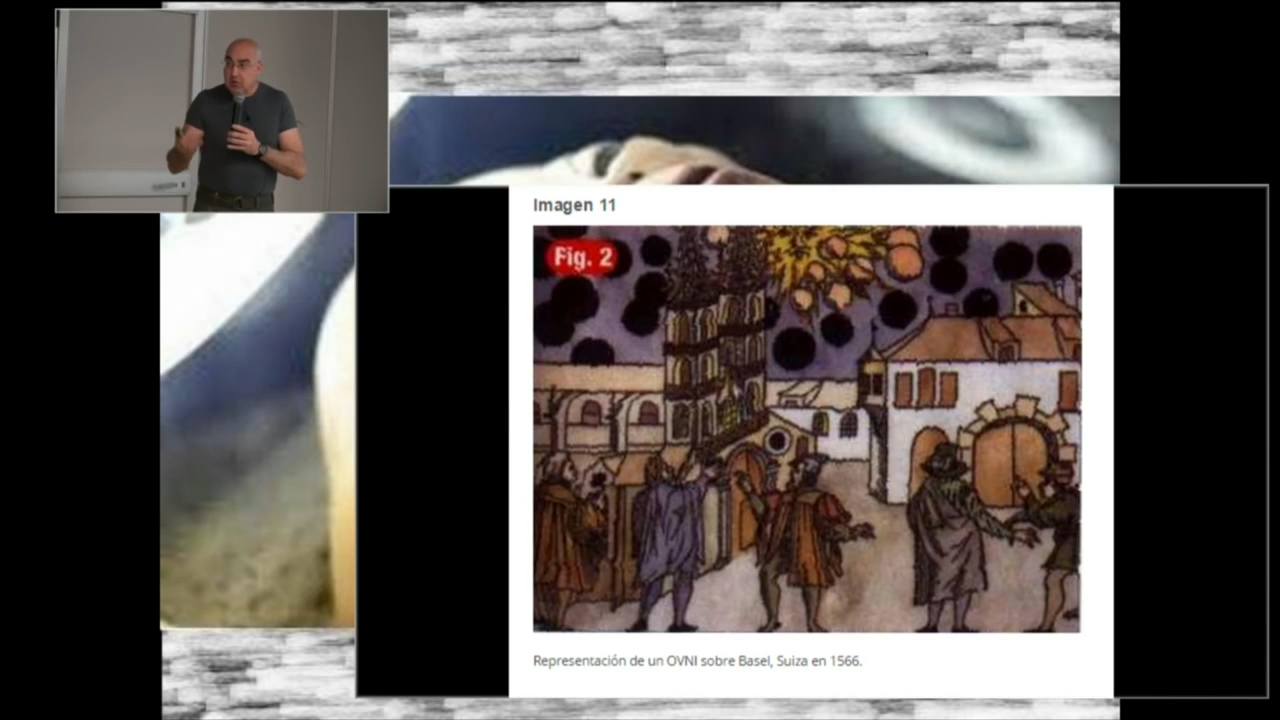 Imagen 11
Fig. 2
Representación de un OVNI sobre Basel, Suiza en 1566.